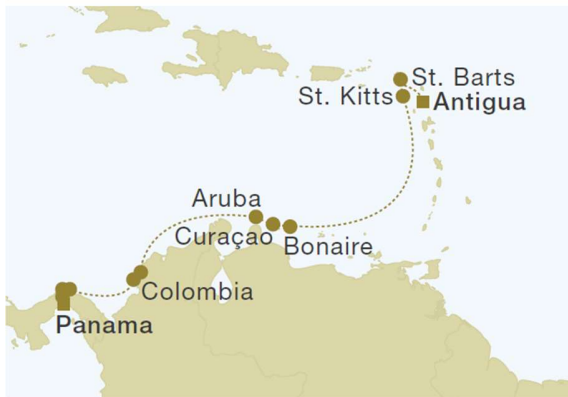 St. Barts
St. Kitts
Antigua
Aruba
Curaçao
Bonaire
Colombia
Panama